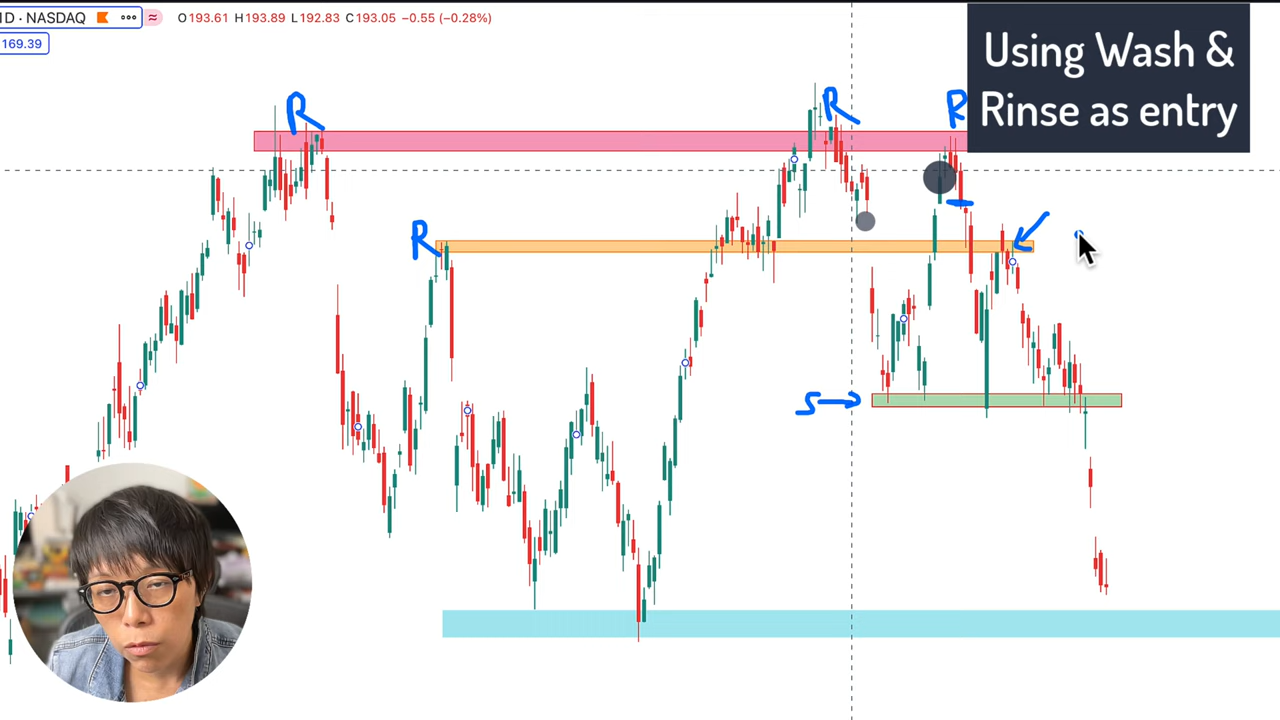 1D · NASDAQ
O193.61 H193.89 L192.83 C193.05 −0.55 (−0.28%)
169.39
Using Wash &
Rinse as entry
R
R
R
R
S